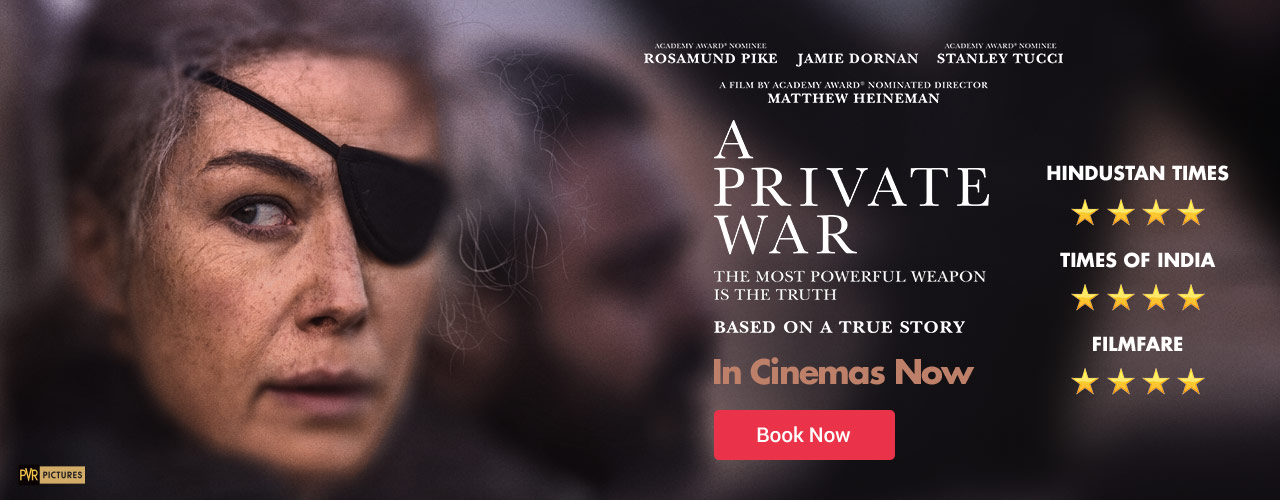 ACADEMY AWARD® NOMINEE
ROSAMUND PIKE
JAMIE DORNAN
ACADEMY AWARD® NOMINEE
STANLEY TUCCI
A FILM BY ACADEMY AWARD® NOMINATED DIRECTOR
MATTHEW HEINEMAN
A
PRIVATE
WAR
THE MOST POWERFUL WEAPON
IS THE TRUTH
BASED ON A TRUE STORY
In Cinemas Now
Book Now
HINDUSTAN TIMES
TIMES OF INDIA
FILMFARE
PVR PICTURES